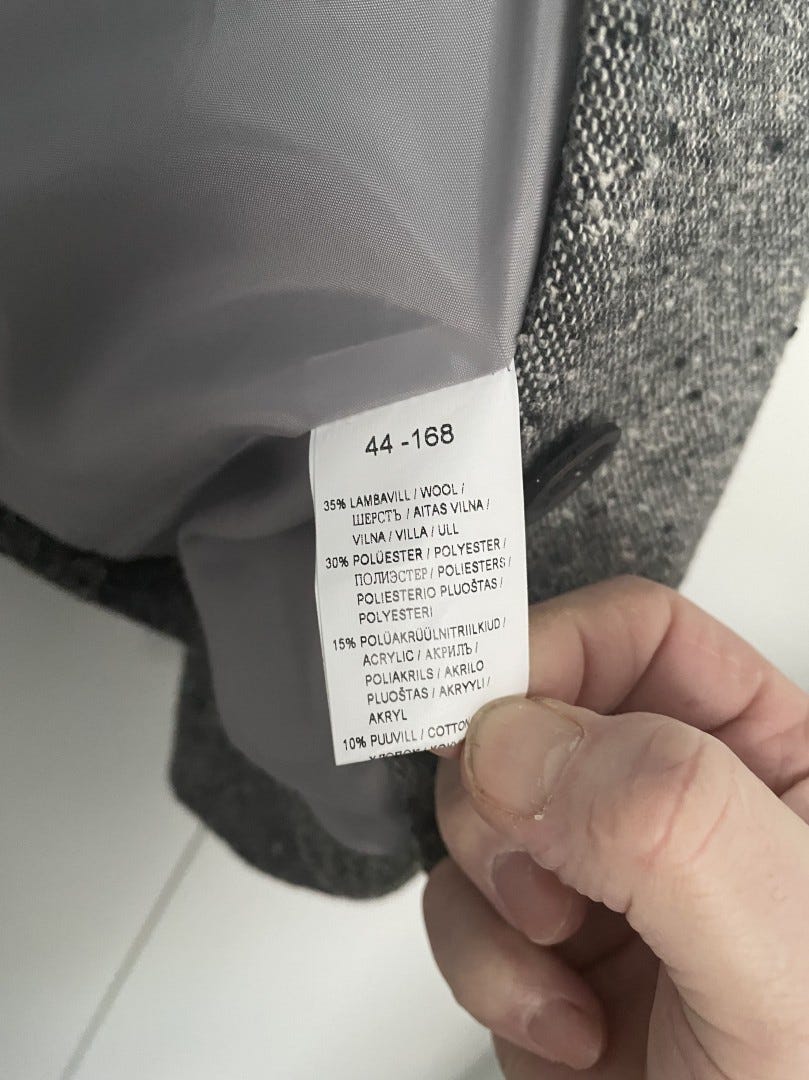 44 -168
35% LAMBAVILL / WOOL /
ШЕРСТЬ / AITAS VILNA /
VILNA / VILLA / ULL
30% POLÜESTER / POLYESTER /
ПОЛИЭСТЕР / POLIESTERS /
POLIESTERIO PLUOŠTAS /
POLYESTERI
15% POLÜAKRÜÜLNITRIILKIUD /
ACRYLIC / АКРИЛЪ /
POLIAKRILS / AKRILO
PLUOŠTAS / AKRYYLI /
AKRYL
10% PUUVILL / COTTON